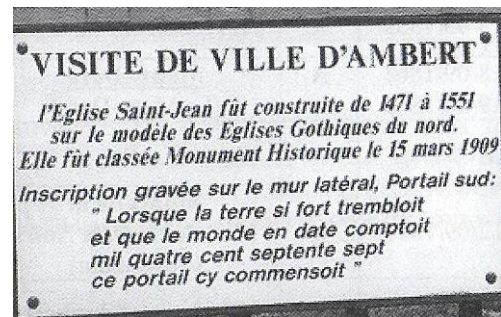 VISITE DE VILLE D'AMBERT
l'Eglise Saint-Jean fût construite de 1471 à 1551
sur le modèle des Eglises Gothiques du nord.
Elle fût classée Monument Historique le 15 mars 1909
Inscription gravée sur le mur latéral, Portail sud:
" Lorsque la terre si fort trembloit
et que le monde en date comptoit
mil quatre cent septente sept
ce portail cy commensoit "